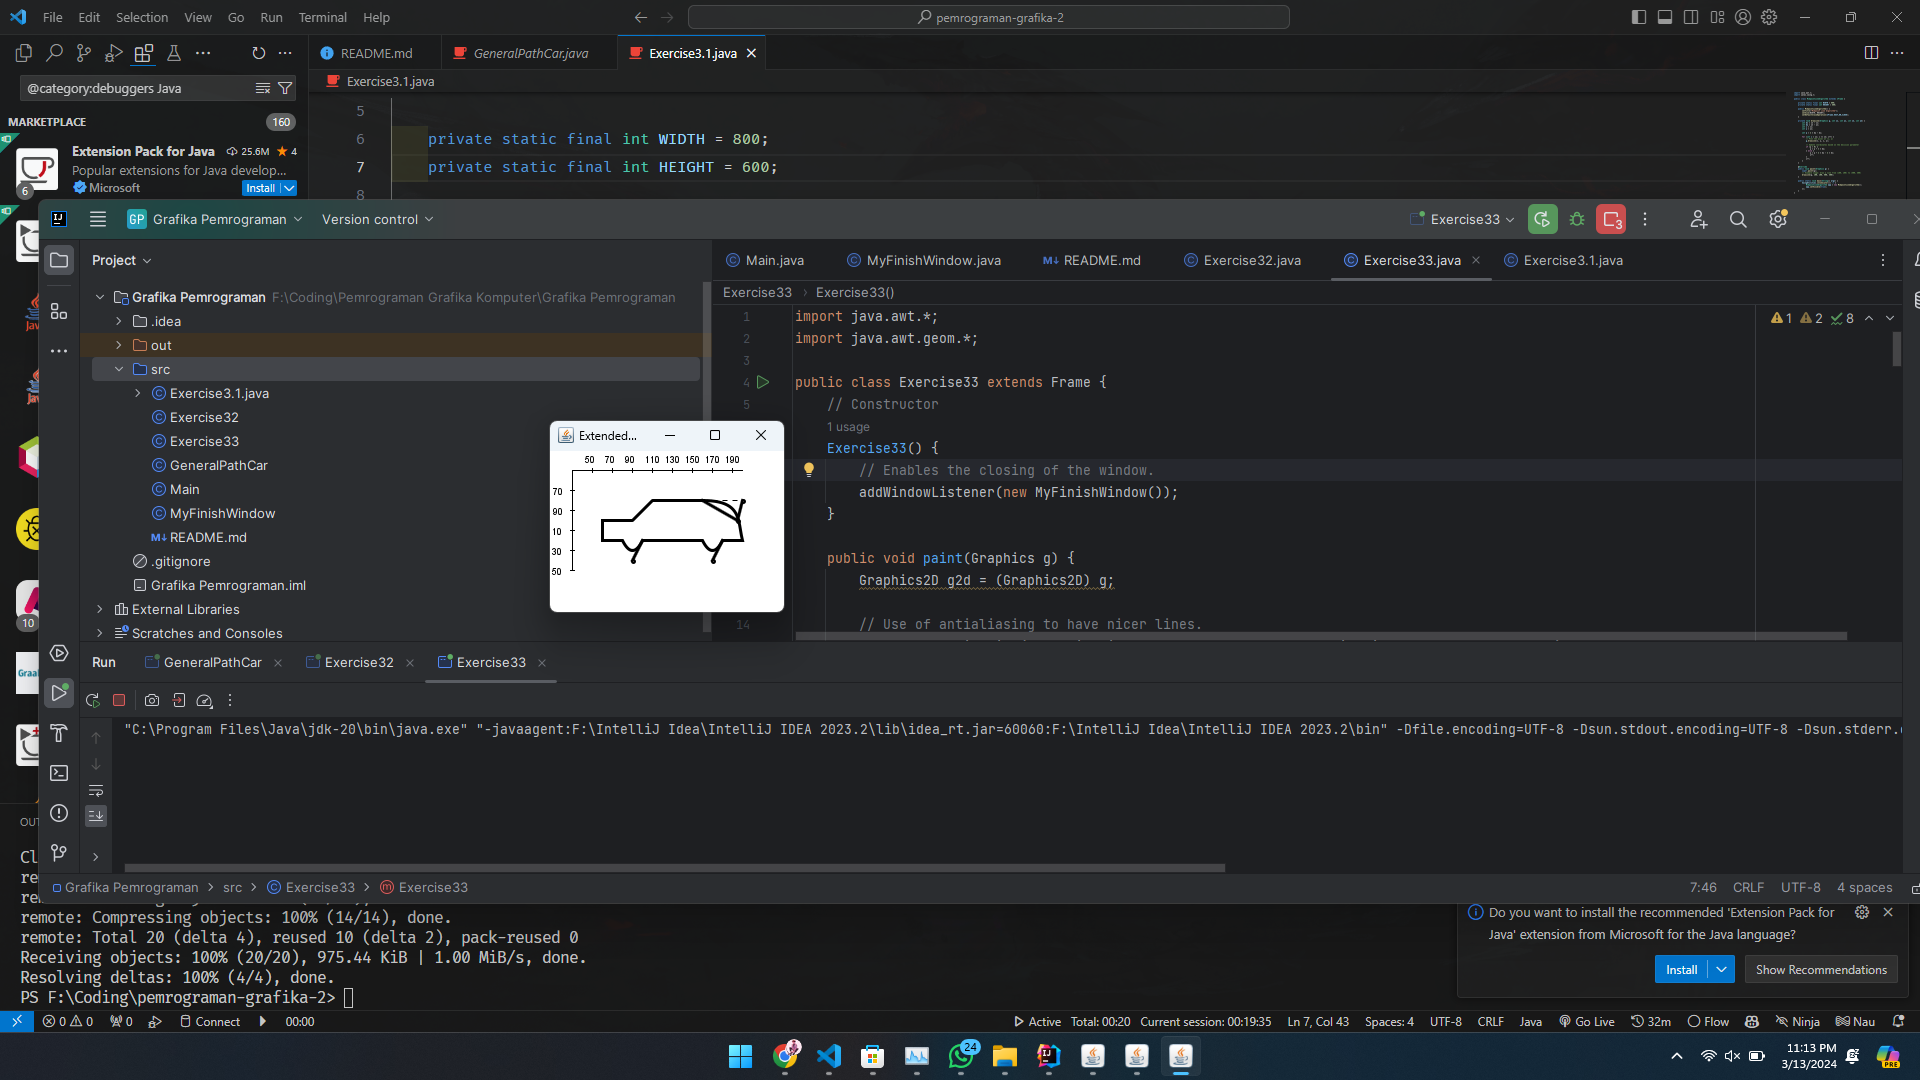 File Edit Selection View Go Run Terminal Help
pemrograman-grafika-2
README.md
GeneralPathCar.java
Exercise3.1.java
@category:debuggers Java
Exercise3.1.java
MARKETPLACE 160
Extension Pack for Java 25.6M 4
Popular extensions for Java develop...
Microsoft
Install
6
5
6 private static final int WIDTH = 800;
7 private static final int HEIGHT = 600;
8
GP Grafika Pemrograman
Version control
Exercise33
3
Project
Main.java
MyFinishWindow.java
README.md
Exercise32.java
Exercise33.java
Exercise3.1.java
Exercise33 › Exercise33()
Grafika Pemrograman F:\Coding\Pemrograman Grafika Komputer\Grafika Pemrograman
.idea
out
src
Exercise3.1.java
Exercise32
Exercise33
GeneralPathCar
Main
MyFinishWindow
README.md
.gitignore
Grafika Pemrograman.iml
External Libraries
Scratches and Consoles
1 import java.awt.*;
2 import java.awt.geom.*;
3
4 public class Exercise33 extends Frame {
5 // Constructor
1 usage
Exercise33() {
// Enables the closing of the window.
addWindowListener(new MyFinishWindow());
}
public void paint(Graphics g) {
Graphics2D g2d = (Graphics2D) g;
14 // Use of antialiasing to have nicer lines.
1 2 8
Extended...
50 70 90 110 130 150 170 190
70
90
10
30
50
10
Run
GeneralPathCar
Exercise32
Exercise33
"C:\Program Files\Java\jdk-20\bin\java.exe" "-javaagent:F:\IntelliJ Idea\IntelliJ IDEA 2023.2\lib\idea_rt.jar=60060:F:\IntelliJ Idea\IntelliJ IDEA 2023.2\bin" -Dfile.encoding=UTF-8 -Dsun.stdout.encoding=UTF-8 -Dsun.stderr.
Grafika Pemrograman › src › Exercise33 › Exercise33
7:46 CRLF UTF-8 4 spaces
remote: Compressing objects: 100% (14/14), done.
remote: Total 20 (delta 4), reused 10 (delta 2), pack-reused 0
Receiving objects: 100% (20/20), 975.44 KiB | 1.00 MiB/s, done.
Resolving deltas: 100% (4/4), done.
PS F:\Coding\pemrograman-grafika-2>
Do you want to install the recommended 'Extension Pack for
Java' extension from Microsoft for the Java language?
Install
Show Recommendations
0 0 0 Connect 00:00
Active Total: 00:20 Current session: 00:19:35 Ln 7, Col 43 Spaces: 4 UTF-8 CRLF Java Go Live 32m Flow Ninja Nau
24
11:13 PM
3/13/2024
PRE